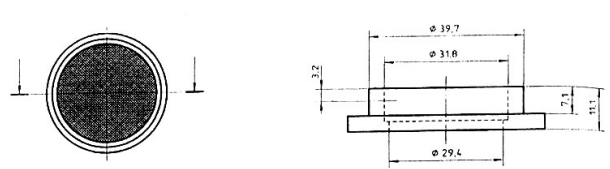 ø 39,7
ø 31,8
3,2
7,1
11,1
ø 29,4